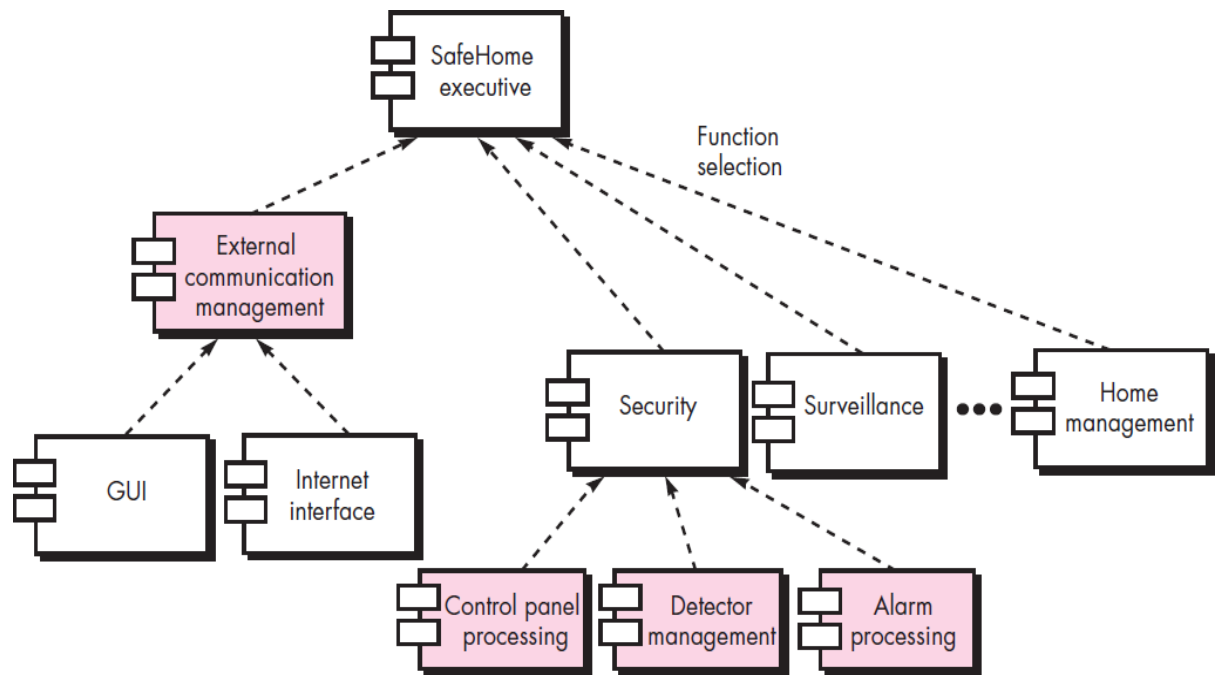 SafeHome
executive
Function
selection
External
communication
management
Security
Surveillance
Home
management
GUI
Internet
interface
Control panel
processing
Detector
management
Alarm
processing